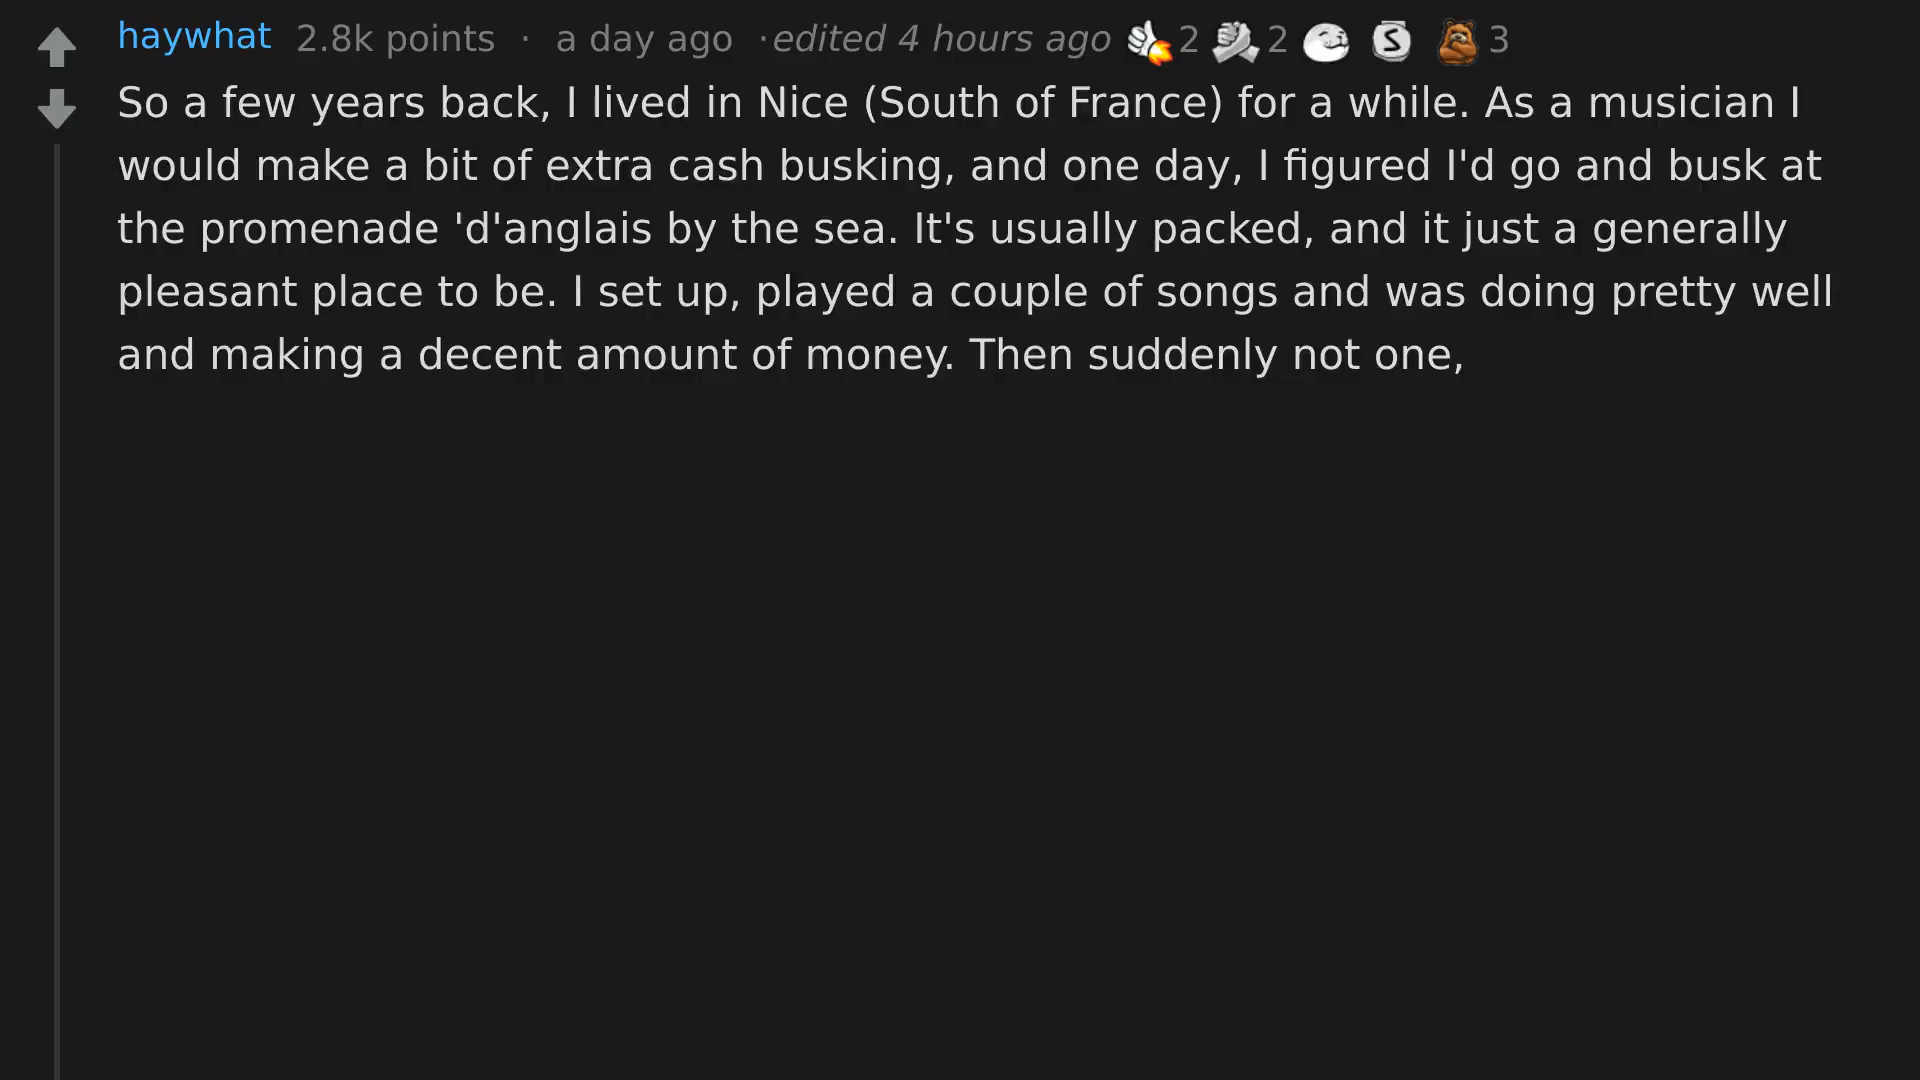 haywhat 2.8k points · a day ago ·edited 4 hours ago 2 2 S 3
So a few years back, I lived in Nice (South of France) for a while. As a musician I
would make a bit of extra cash busking, and one day, I figured I'd go and busk at
the promenade 'd'anglais by the sea. It's usually packed, and it just a generally
pleasant place to be. I set up, played a couple of songs and was doing pretty well
and making a decent amount of money. Then suddenly not one,